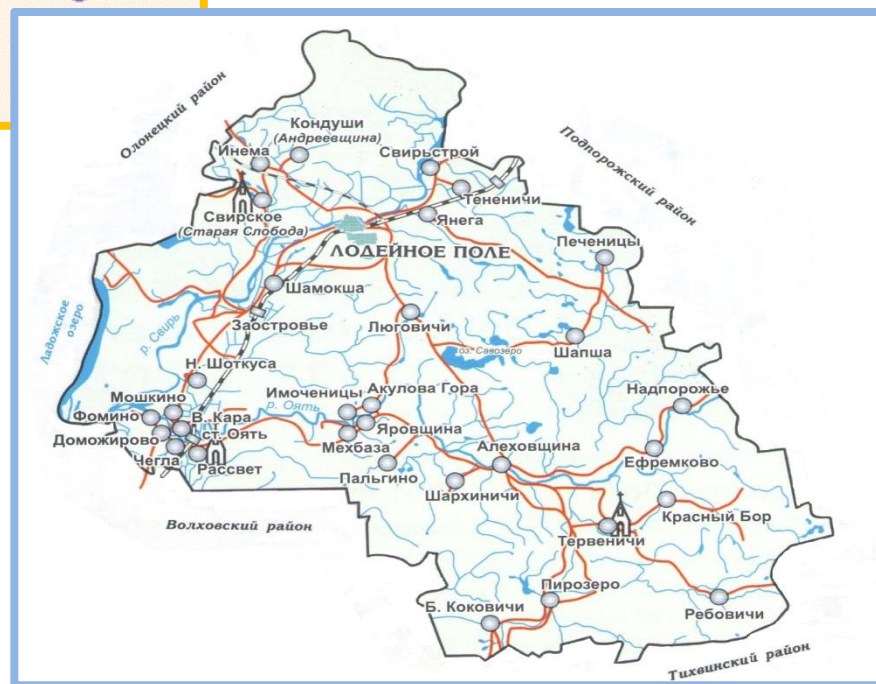 Олонецкий район
Кондуши
(Андреевщина)
Инема
Свирьстрой
Подпорожский район
Тененичи
Свирское
(Старая Слобода)
Янега
ЛОДЕЙНОЕ ПОЛЕ
Печеницы
Шамокша
Ладожское
озеро
р. Свирь
Заостровье
Люговичи
оз. Савозеро
Шапша
Н. Шоткуса
Надпорожье
Мошкино
Имоченицы
Акулова Гора
р. Оять
Фомино
В. Кара
Яровщина
Доможирово
ст. Оять
Мехбаза
Алеховщина
Чегла
Рассвет
Пальгино
Ефремково
Шархиничи
Красный Бор
Волховский район
Тервеничи
Пирозеро
Б. Коковичи
Ребовичи
Тихвинский район